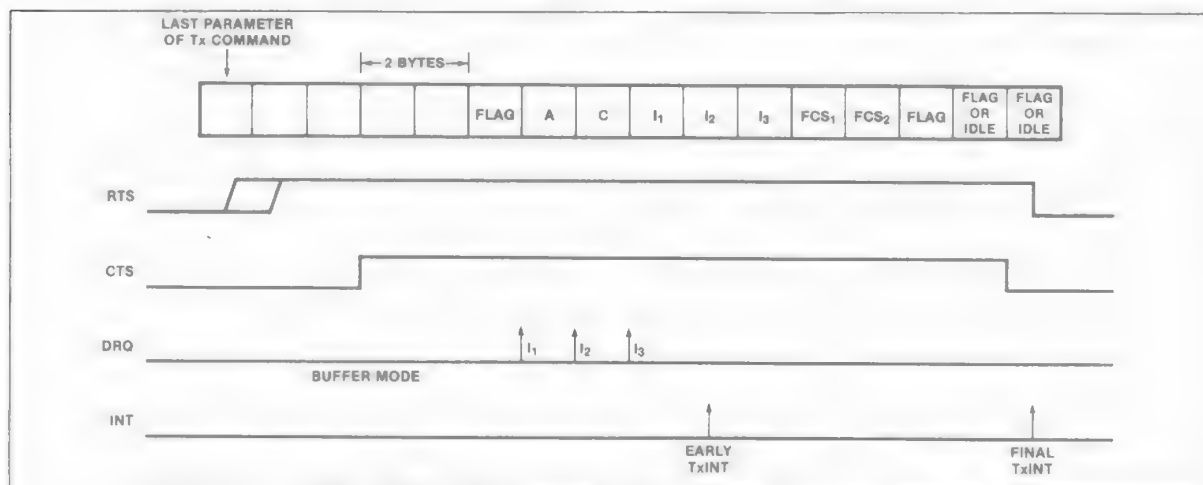 LAST PARAMETER
OF Tx COMMAND
2 BYTES
FLAG
A
C
I₁
I₂
I₃
FCS₁
FCS₂
FLAG
FLAG
OR
IDLE
FLAG
OR
IDLE
RTS
CTS
DRQ
I₁
I₂
I₃
BUFFER MODE
INT
EARLY
TxINT
FINAL
TxINT